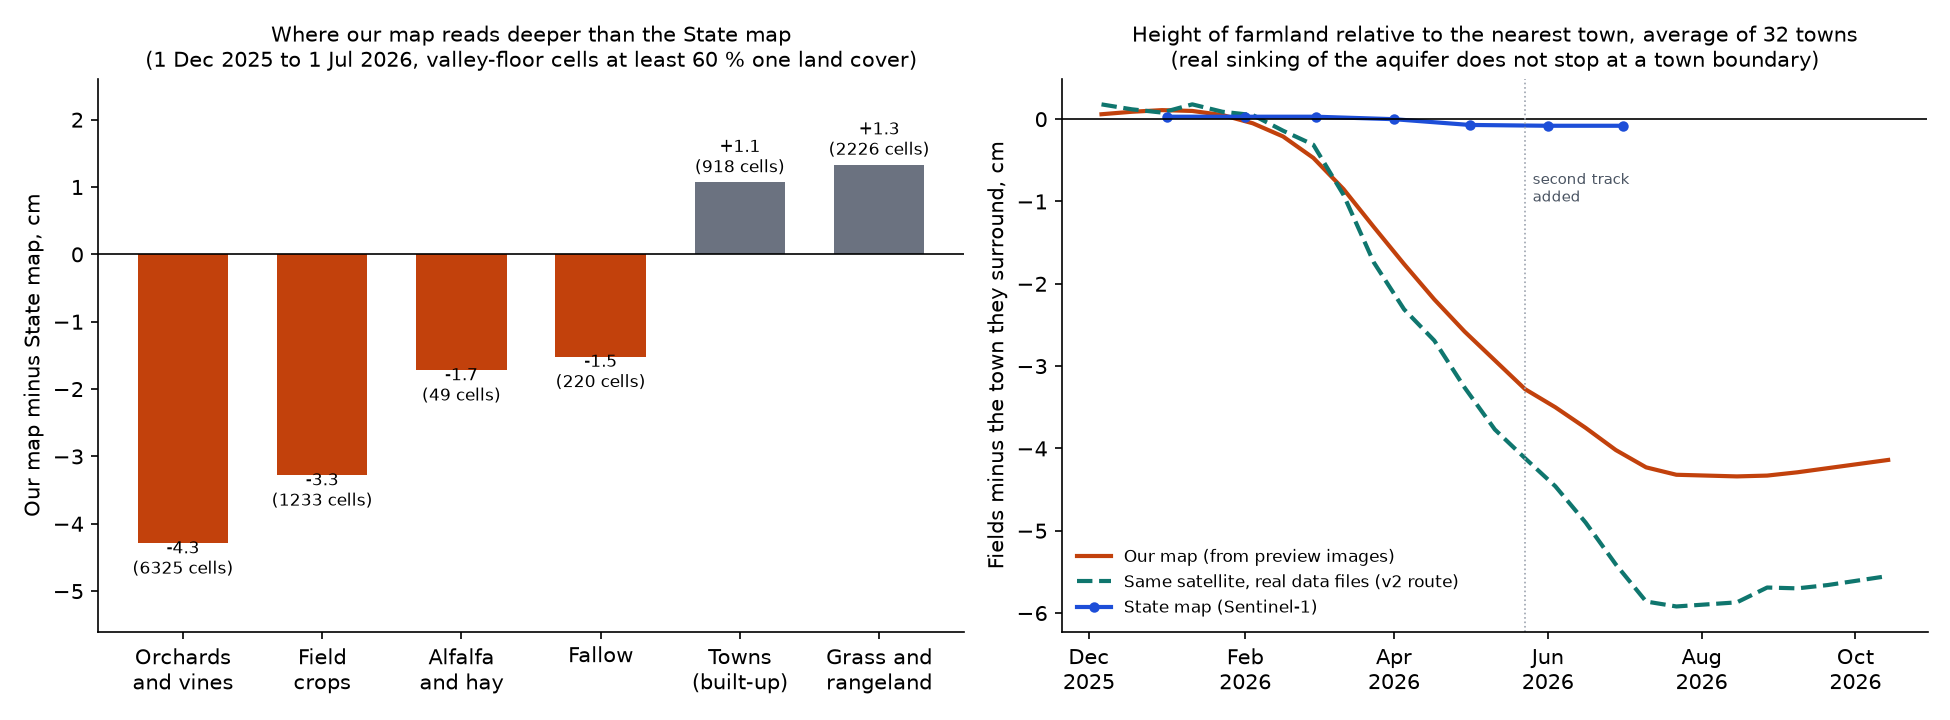 Where our map reads deeper than the State map
(1 Dec 2025 to 1 Jul 2026, valley-floor cells at least 60 % one land cover)
Our map minus State map, cm
2
1
0
−1
−2
−3
−4
−5
-4.3
(6325 cells)
-3.3
(1233 cells)
-1.7
(49 cells)
-1.5
(220 cells)
+1.1
(918 cells)
+1.3
(2226 cells)
Orchards
and vines
Field
crops
Alfalfa
and hay
Fallow
Towns
(built-up)
Grass and
rangeland
Height of farmland relative to the nearest town, average of 32 towns
(real sinking of the aquifer does not stop at a town boundary)
Fields minus the town they surround, cm
0
−1
−2
−3
−4
−5
−6
second track
added
Our map (from preview images)
Same satellite, real data files (v2 route)
State map (Sentinel-1)
Dec
2025
Feb
2026
Apr
2026
Jun
2026
Aug
2026
Oct
2026